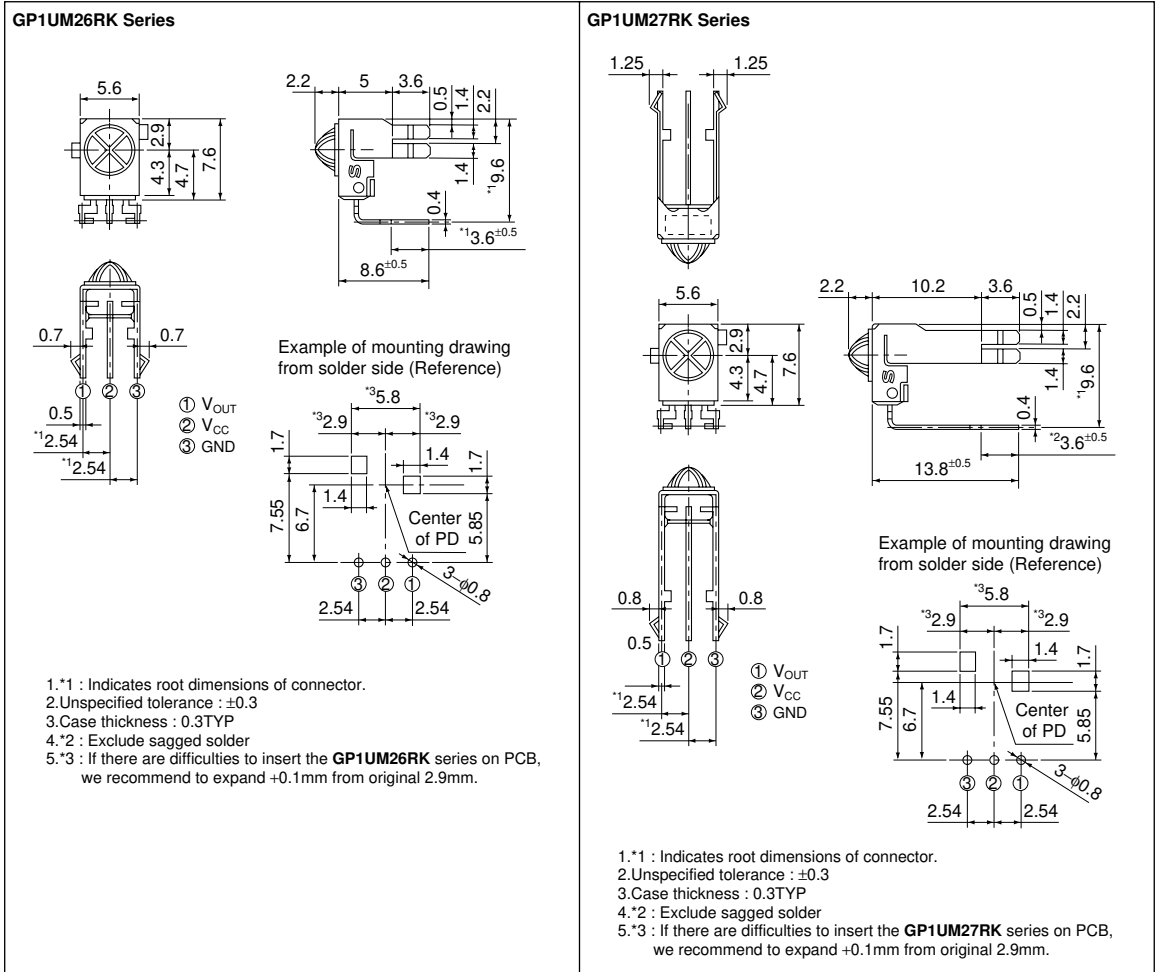 GP1UM26RK Series
5.6
2.9
4.3
4.7
7.6
2.2 5 3.6
0.5
1.4
2.2
1.4
*19.6
0.4
*13.6±0.5
8.6±0.5
0.7 0.7
① ② ③
0.5
*12.54
*12.54
① VOUT
② VCC
③ GND
Example of mounting drawing
from solder side (Reference)
*35.8
*32.9 *32.9
1.7
1.4
1.7
1.4
7.55
6.7
Center
of PD
5.85
③ ② ①
3–φ0.8
2.54 2.54
1.*1 : Indicates root dimensions of connector.
2.Unspecified tolerance : ±0.3
3.Case thickness : 0.3TYP
4.*2 : Exclude sagged solder
5.*3 : If there are difficulties to insert the GP1UM26RK series on PCB,
we recommend to expand +0.1mm from original 2.9mm.
GP1UM27RK Series
1.25 1.25
5.6
2.9
4.3
4.7
7.6
2.2 10.2 3.6
0.5
1.4
2.2
1.4
*19.6
0.4
*23.6±0.5
13.8±0.5
0.8 0.8
0.5
① ② ③
*12.54
*12.54
① VOUT
② VCC
③ GND
Example of mounting drawing
from solder side (Reference)
*35.8
*32.9 *32.9
1.7
1.4
1.7
1.4
7.55
6.7
Center
of PD
5.85
③ ② ①
3–φ0.8
2.54 2.54
1.*1 : Indicates root dimensions of connector.
2.Unspecified tolerance : ±0.3
3.Case thickness : 0.3TYP
4.*2 : Exclude sagged solder
5.*3 : If there are difficulties to insert the GP1UM27RK series on PCB,
we recommend to expand +0.1mm from original 2.9mm.